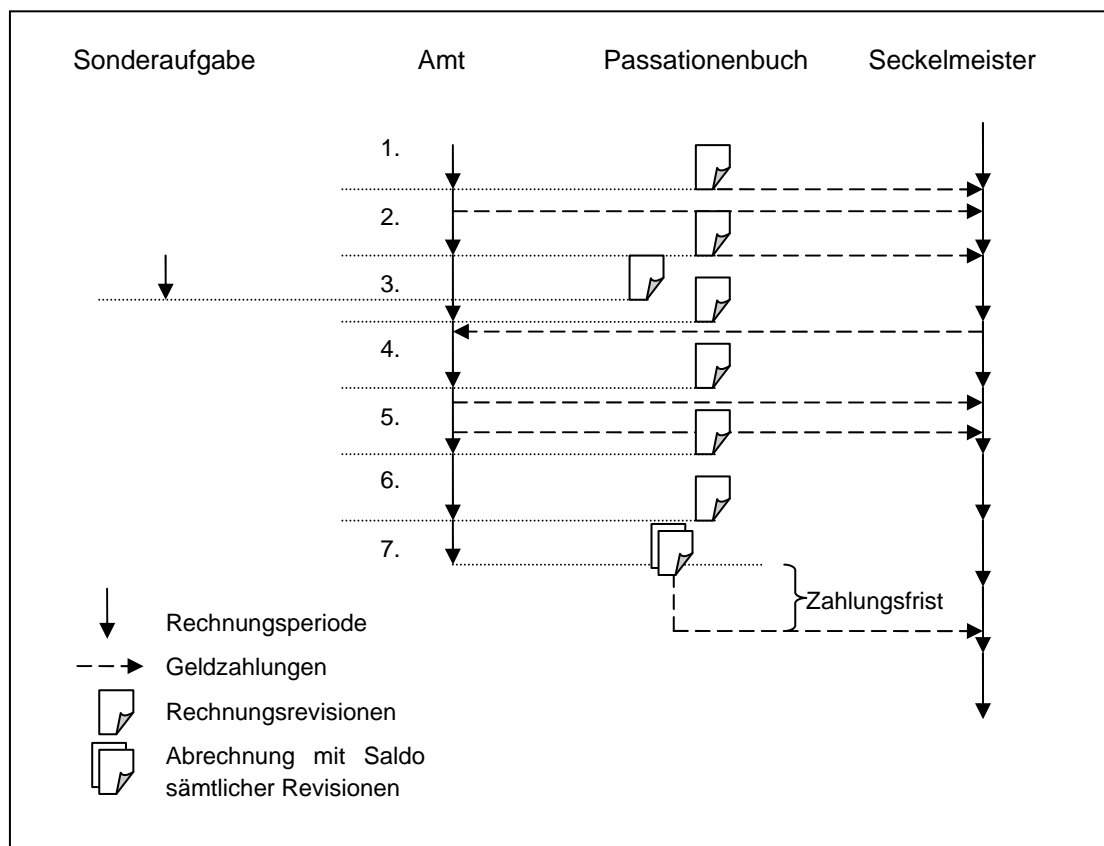 Sonderaufgabe Amt Passationenbuch Seckelmeister
1.
2.
3.
4.
5.
6.
7.
Zahlungsfrist
Rechnungsperiode
Geldzahlungen
Rechnungsrevisionen
Abrechnung mit Saldo
sämtlicher Revisionen